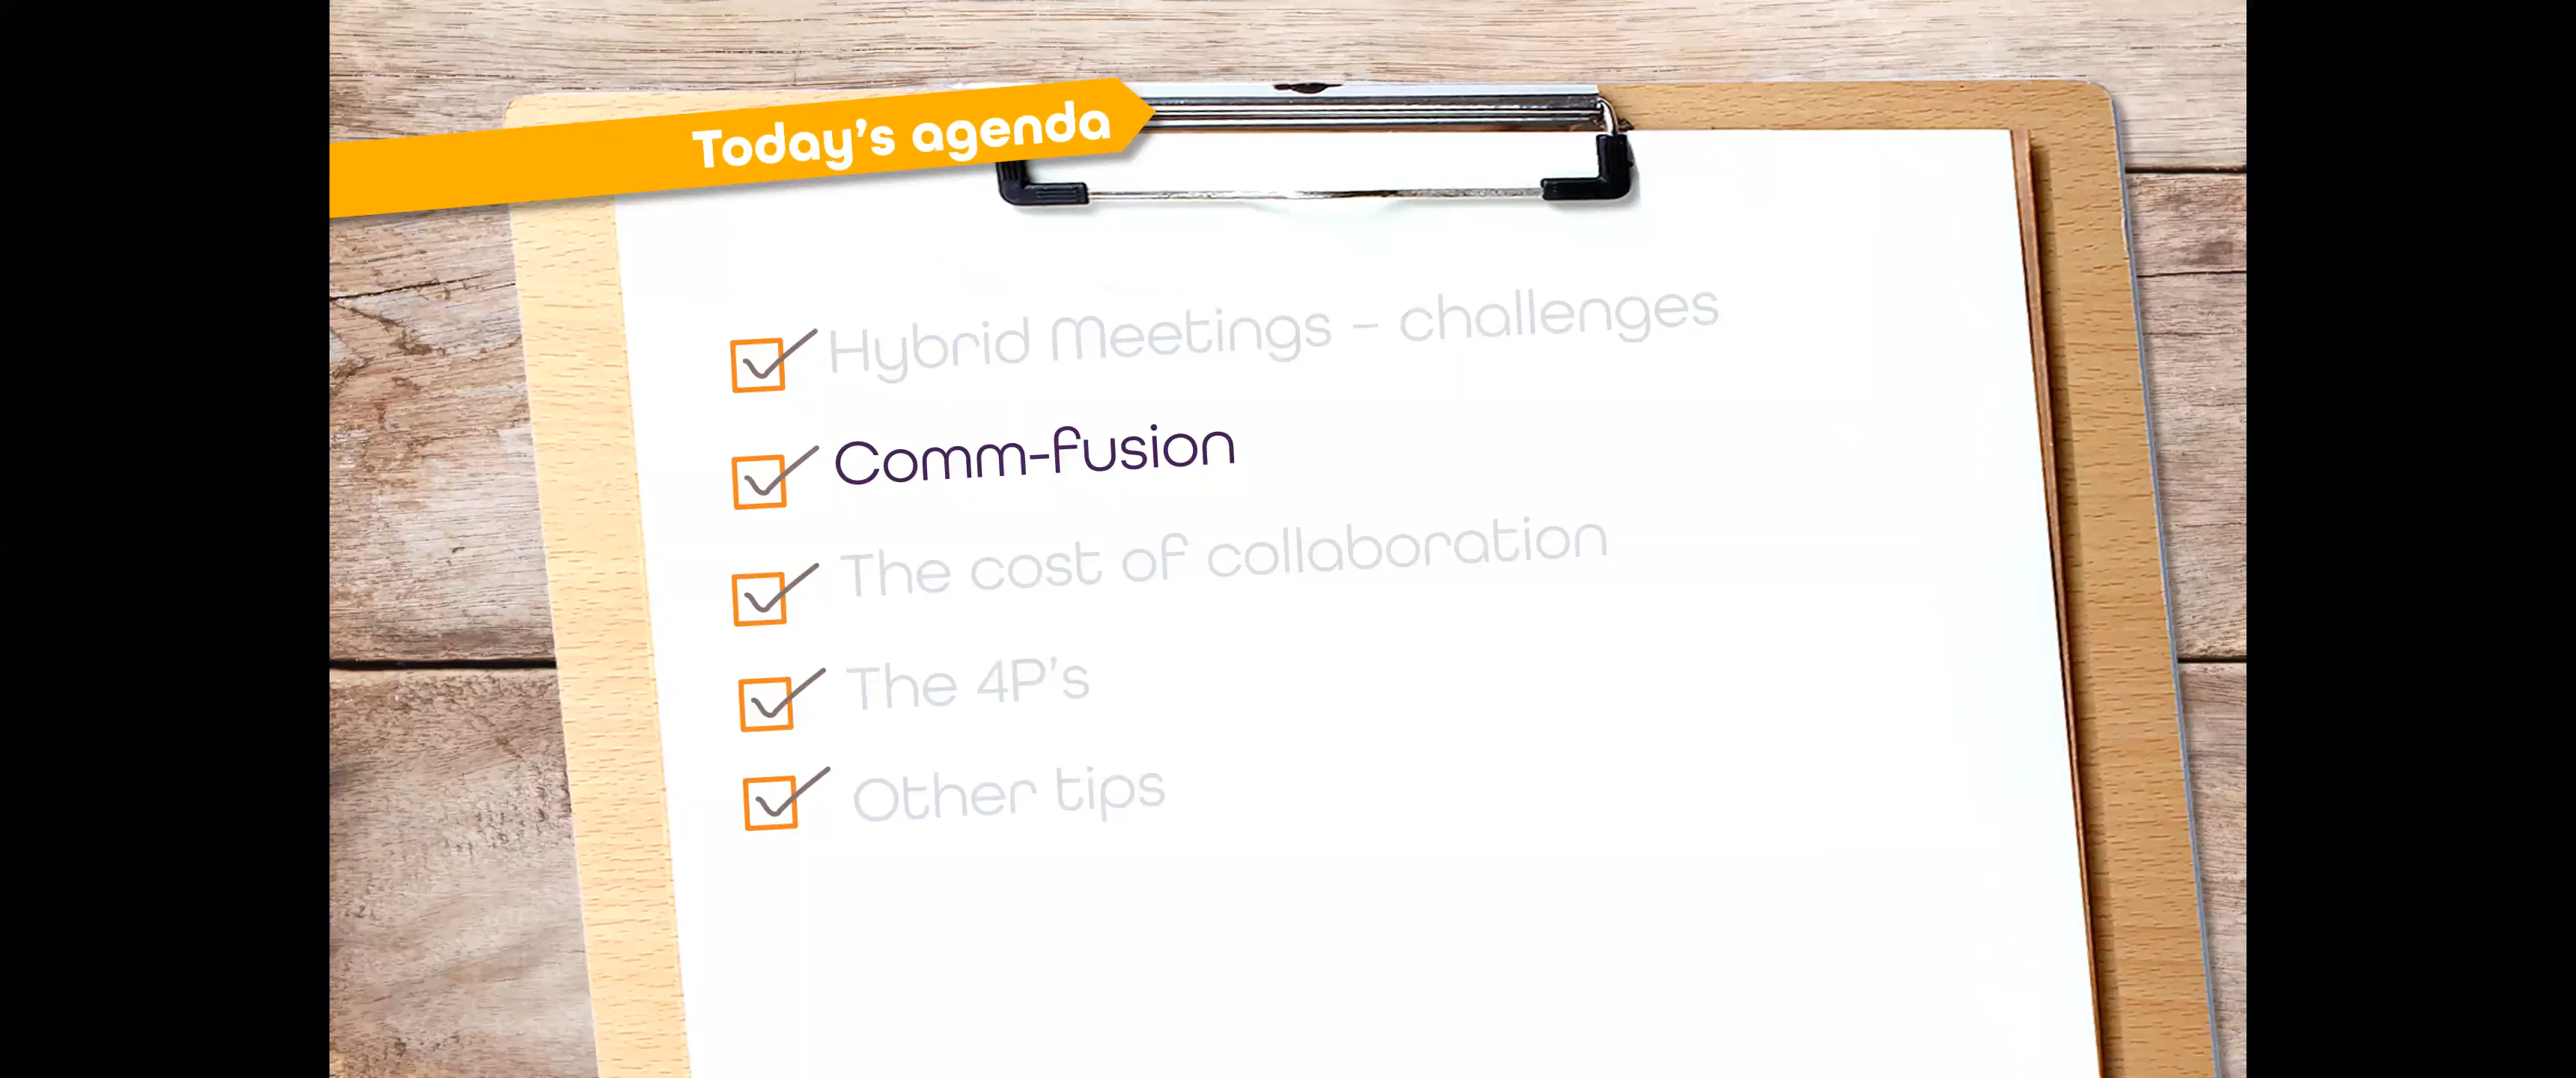 Today's agenda
Hybrid Meetings - challenges
Comm-fusion
The cost of collaboration
The 4P's
Other tips